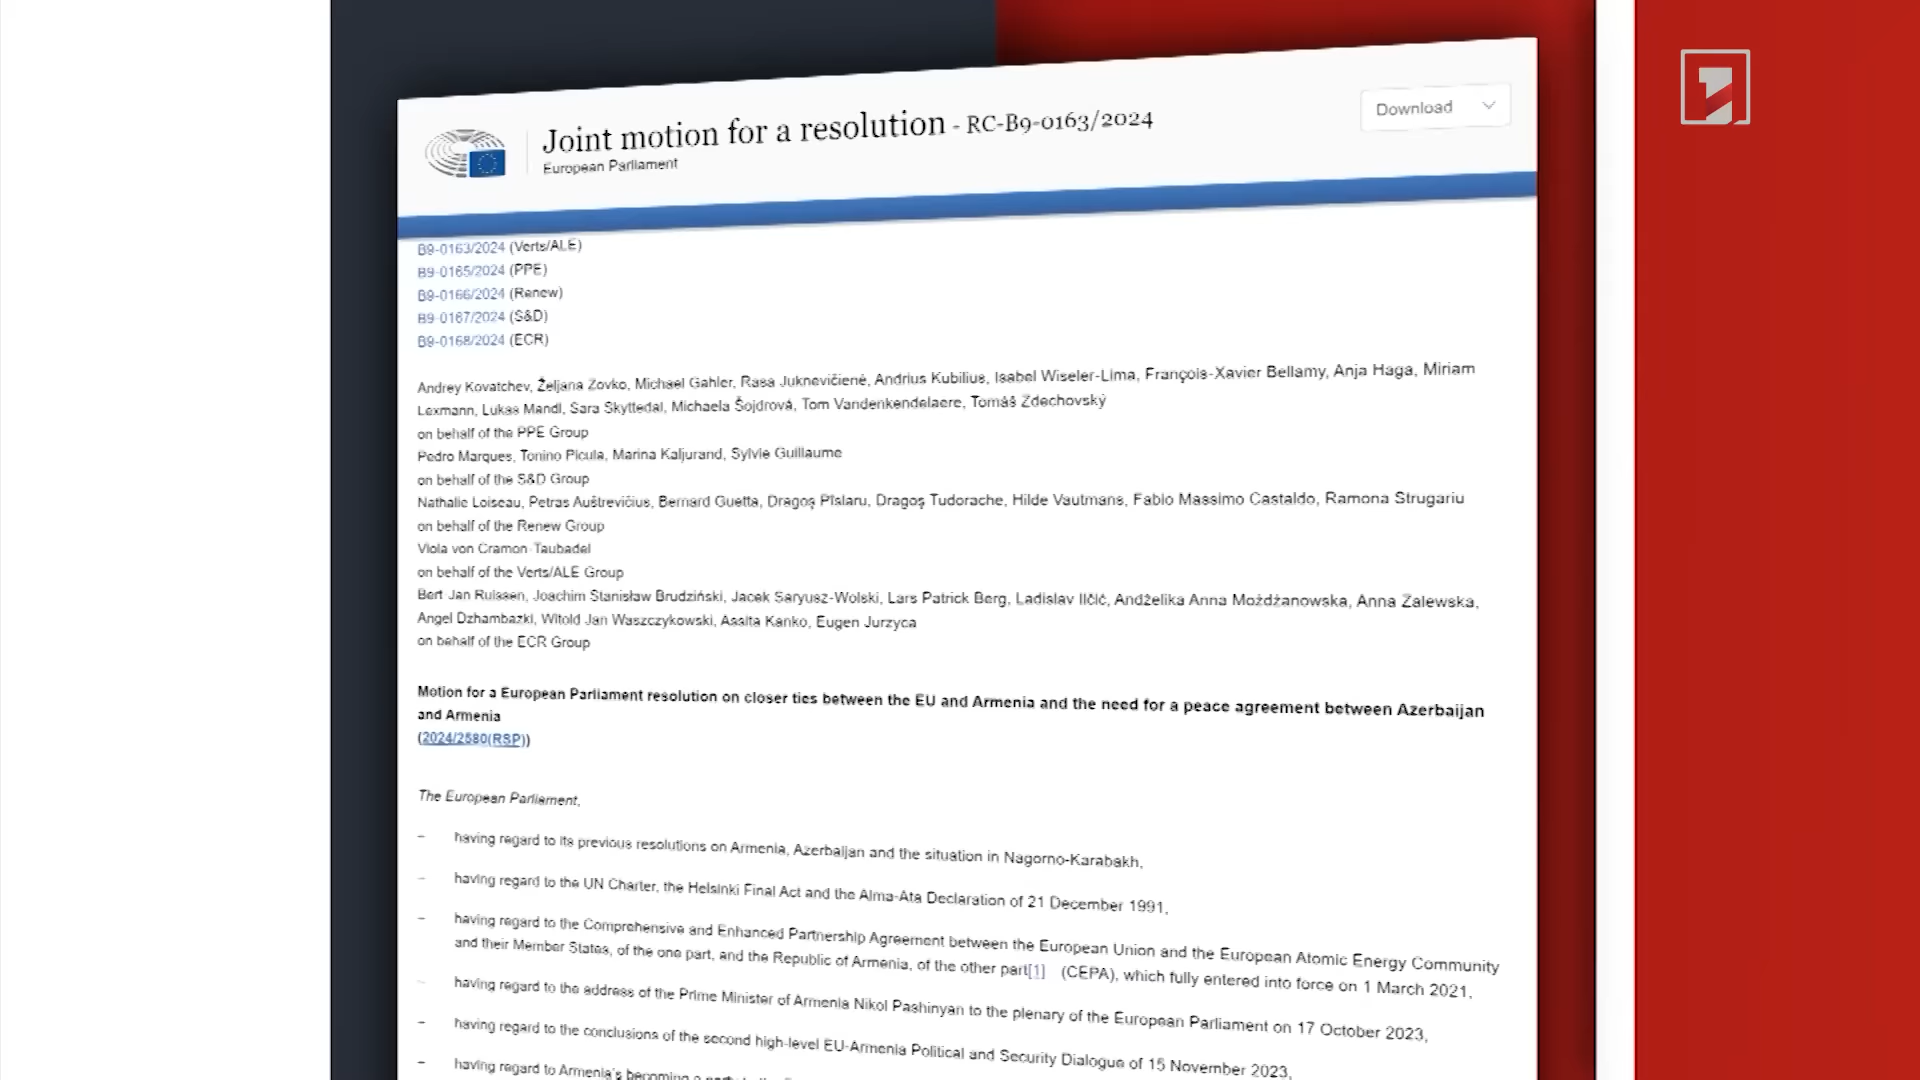 Joint motion for a resolution - RC-B9-0163/2024
European Parliament
Download
B9-0163/2024 (Verts/ALE)
B9-0165/2024 (PPE)
B9-0166/2024 (Renew)
B9-0167/2024 (S&D)
B9-0168/2024 (ECR)
Andrey Kovatchev, Željana Zovko, Michael Gahler, Rasa Juknevičienė, Andrius Kubilius, Isabel Wiseler-Lima, François-Xavier Bellamy, Anja Haga, Miriam
Lexmann, Lukas Mandl, Sara Skyttedal, Michaela Šojdrová, Tom Vandenkendelaere, Tomáš Zdechovský
on behalf of the PPE Group
Pedro Marques, Tonino Picula, Marina Kaljurand, Sylvie Guillaume
on behalf of the S&D Group
Nathalie Loiseau, Petras Auštrevičius, Bernard Guetta, Dragoş Pîslaru, Dragoş Tudorache, Hilde Vautmans, Fabio Massimo Castaldo, Ramona Strugariu
on behalf of the Renew Group
Viola von Cramon-Taubadel
on behalf of the Verts/ALE Group
Bert-Jan Ruissen, Joachim Stanisław Brudziński, Jacek Saryusz-Wolski, Lars Patrick Berg, Ladislav Ilčić, Andżelika Anna Możdżanowska, Anna Zalewska,
Angel Dzhambazki, Witold Jan Waszczykowski, Assita Kanko, Eugen Jurzyca
on behalf of the ECR Group
Motion for a European Parliament resolution on closer ties between the EU and Armenia and the need for a peace agreement between Azerbaijan
and Armenia
(2024/2580(RSP))
The European Parliament,
– having regard to its previous resolutions on Armenia, Azerbaijan and the situation in Nagorno-Karabakh,
– having regard to the UN Charter, the Helsinki Final Act and the Alma-Ata Declaration of 21 December 1991,
– having regard to the Comprehensive and Enhanced Partnership Agreement between the European Union and the European Atomic Energy Community
and their Member States, of the one part, and the Republic of Armenia, of the other part[1] (CEPA), which fully entered into force on 1 March 2021,
– having regard to the address of the Prime Minister of Armenia Nikol Pashinyan to the plenary of the European Parliament on 17 October 2023,
– having regard to the conclusions of the second high-level EU-Armenia Political and Security Dialogue of 15 November 2023,
– having regard to Armenia's becoming a party to the